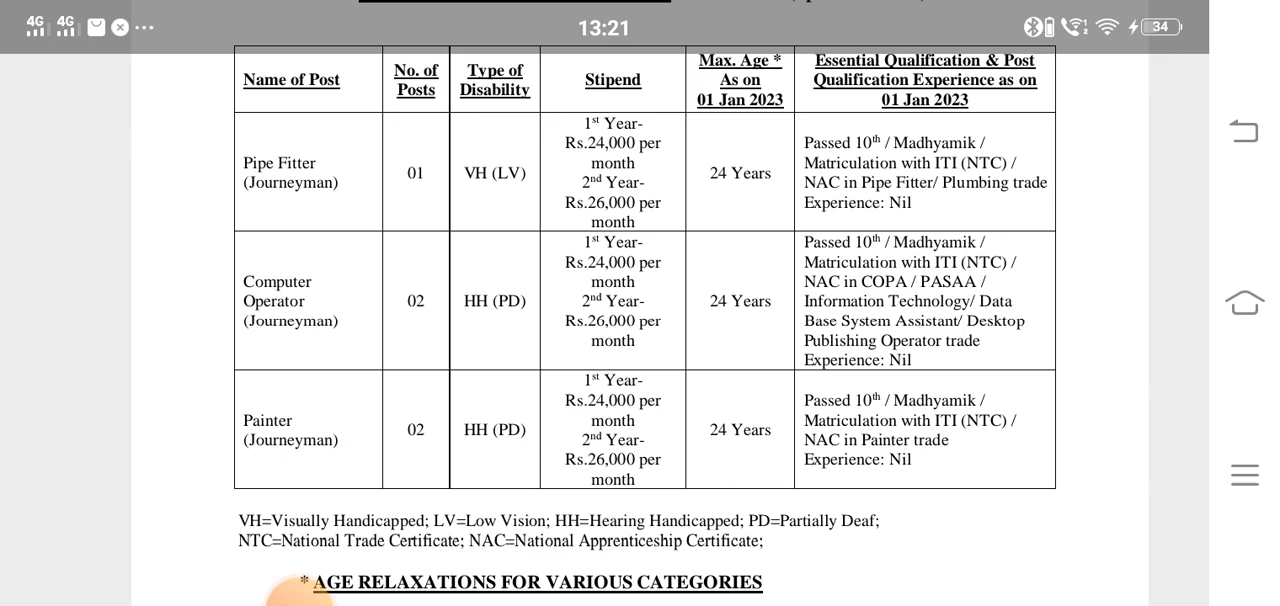 4G 4G 13:21 2 34
Name of Post
No. of
Posts
Type of
Disability
Stipend
Max. Age *
As on
01 Jan 2023
Essential Qualification & Post
Qualification Experience as on
01 Jan 2023
Pipe Fitter
(Journeyman)
01
VH (LV)
1st Year-
Rs.24,000 per
month
2nd Year-
Rs.26,000 per
month
24 Years
Passed 10th / Madhyamik /
Matriculation with ITI (NTC) /
NAC in Pipe Fitter/ Plumbing trade
Experience: Nil
Computer
Operator
(Journeyman)
02
HH (PD)
1st Year-
Rs.24,000 per
month
2nd Year-
Rs.26,000 per
month
24 Years
Passed 10th / Madhyamik /
Matriculation with ITI (NTC) /
NAC in COPA / PASAA /
Information Technology/ Data
Base System Assistant/ Desktop
Publishing Operator trade
Experience: Nil
Painter
(Journeyman)
02
HH (PD)
1st Year-
Rs.24,000 per
month
2nd Year-
Rs.26,000 per
month
24 Years
Passed 10th / Madhyamik /
Matriculation with ITI (NTC) /
NAC in Painter trade
Experience: Nil
VH=Visually Handicapped; LV=Low Vision; HH=Hearing Handicapped; PD=Partially Deaf;
NTC=National Trade Certificate; NAC=National Apprenticeship Certificate;
* AGE RELAXATIONS FOR VARIOUS CATEGORIES